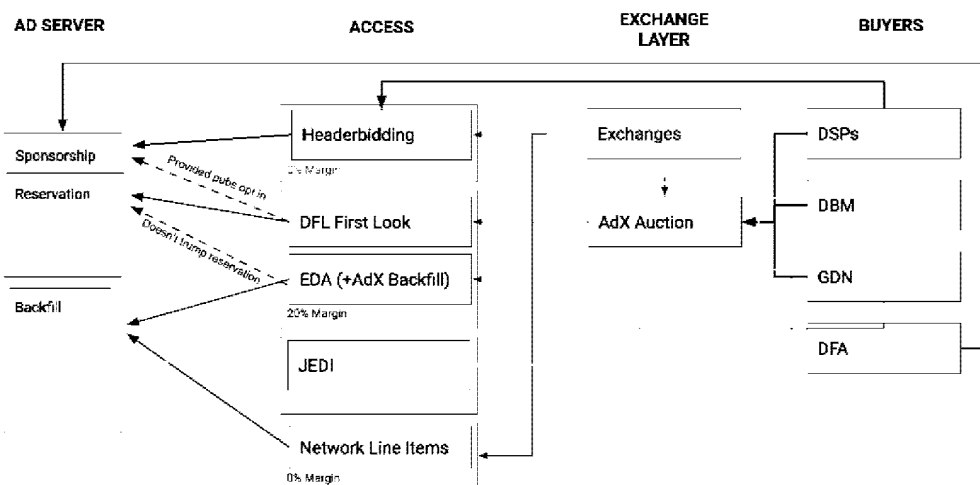 AD SERVER
ACCESS
EXCHANGE
LAYER
BUYERS
Sponsorship
Reservation
Backfill
Provided pubs opt in
Doesn't trump reservation
Headerbidding
0% Margin
DFL First Look
EDA (+AdX Backfill)
20% Margin
JEDI
Network Line Items
0% Margin
Exchanges
AdX Auction
DSPs
DBM
GDN
DFA